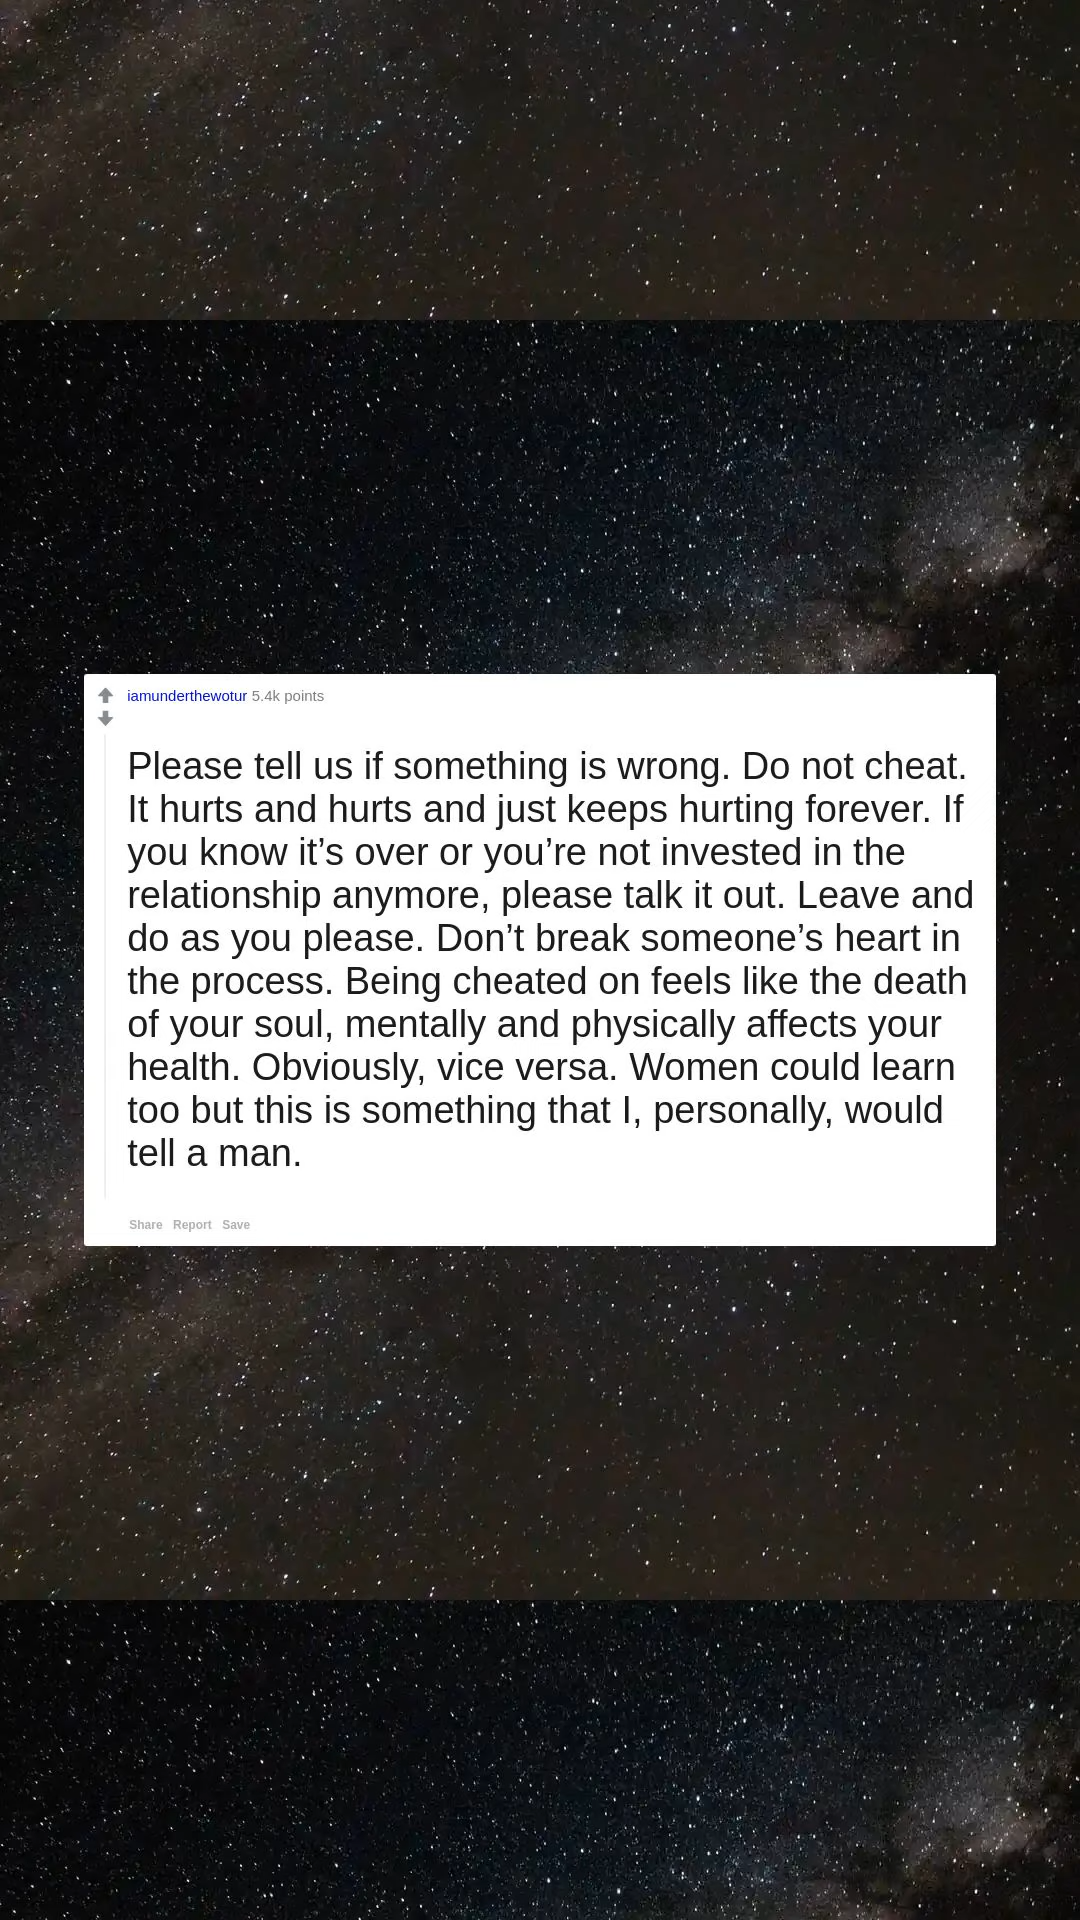 iamunderthewotur 5.4k points
Please tell us if something is wrong. Do not cheat.
It hurts and hurts and just keeps hurting forever. If
you know it’s over or you’re not invested in the
relationship anymore, please talk it out. Leave and
do as you please. Don’t break someone’s heart in
the process. Being cheated on feels like the death
of your soul, mentally and physically affects your
health. Obviously, vice versa. Women could learn
too but this is something that I, personally, would
tell a man.
Share Report Save